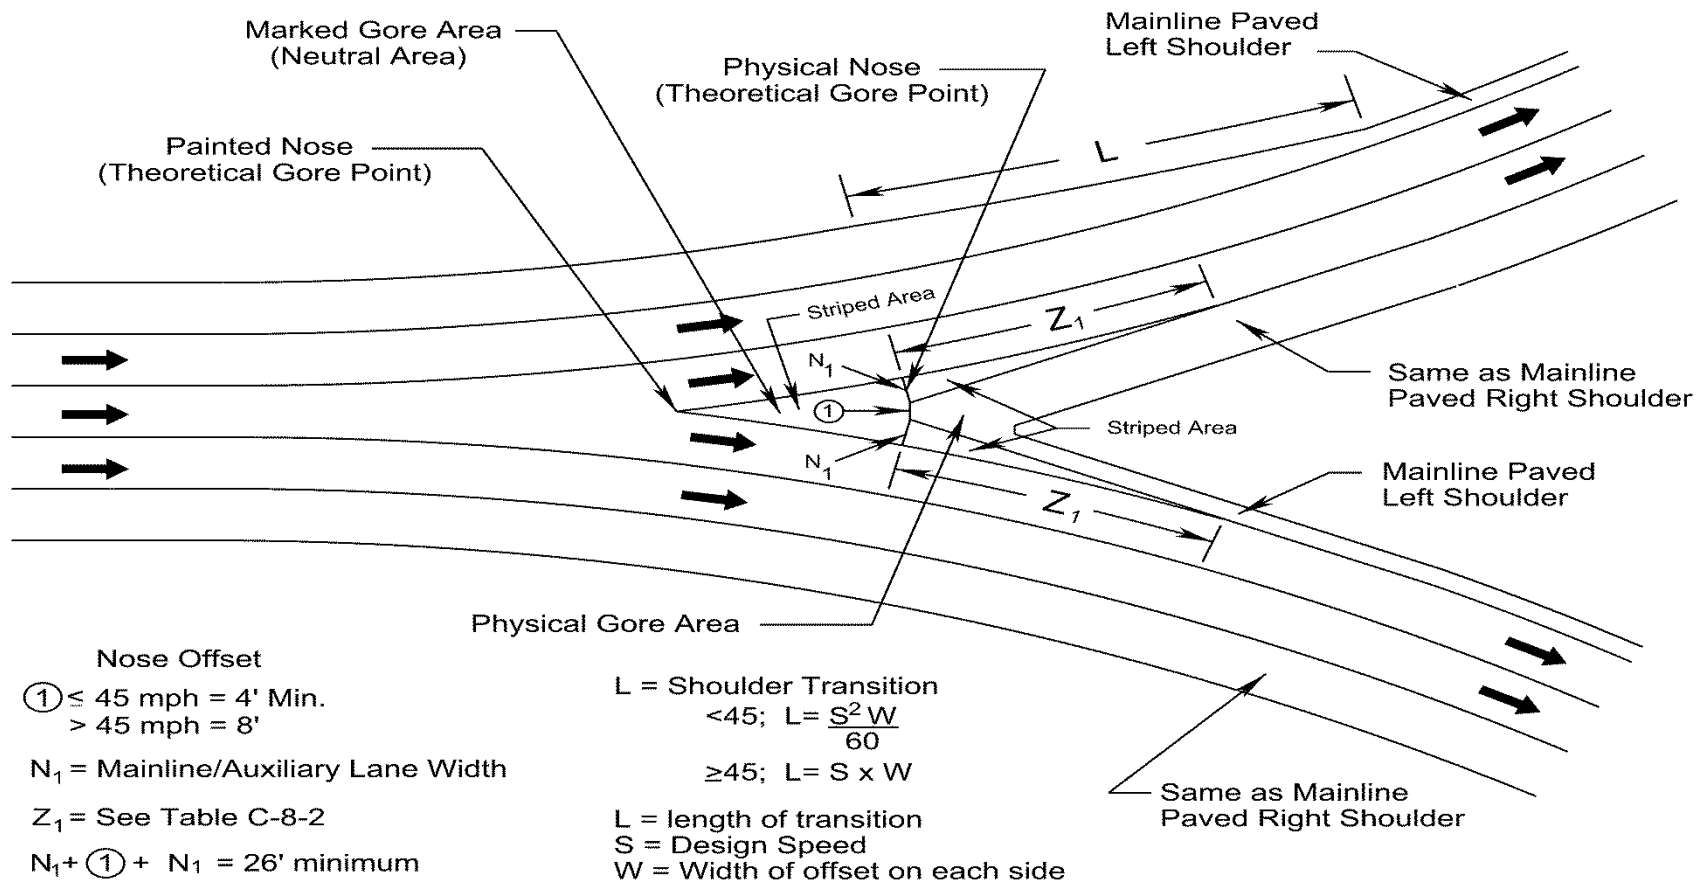 Marked Gore Area
(Neutral Area)
Mainline Paved
Left Shoulder
Physical Nose
(Theoretical Gore Point)
Painted Nose
(Theoretical Gore Point)
L
Striped Area
Z1
N1
1
N1
Same as Mainline
Paved Right Shoulder
Striped Area
Mainline Paved
Left Shoulder
Z1
Physical Gore Area
Nose Offset
① ≤ 45 mph = 4' Min.
> 45 mph = 8'
N1 = Mainline/Auxiliary Lane Width
Z1 = See Table C-8-2
N1+ ① + N1 = 26' minimum
L = Shoulder Transition
<45; L= S² W
60
≥45; L= S x W
L = length of transition
S = Design Speed
W = Width of offset on each side
Same as Mainline
Paved Right Shoulder